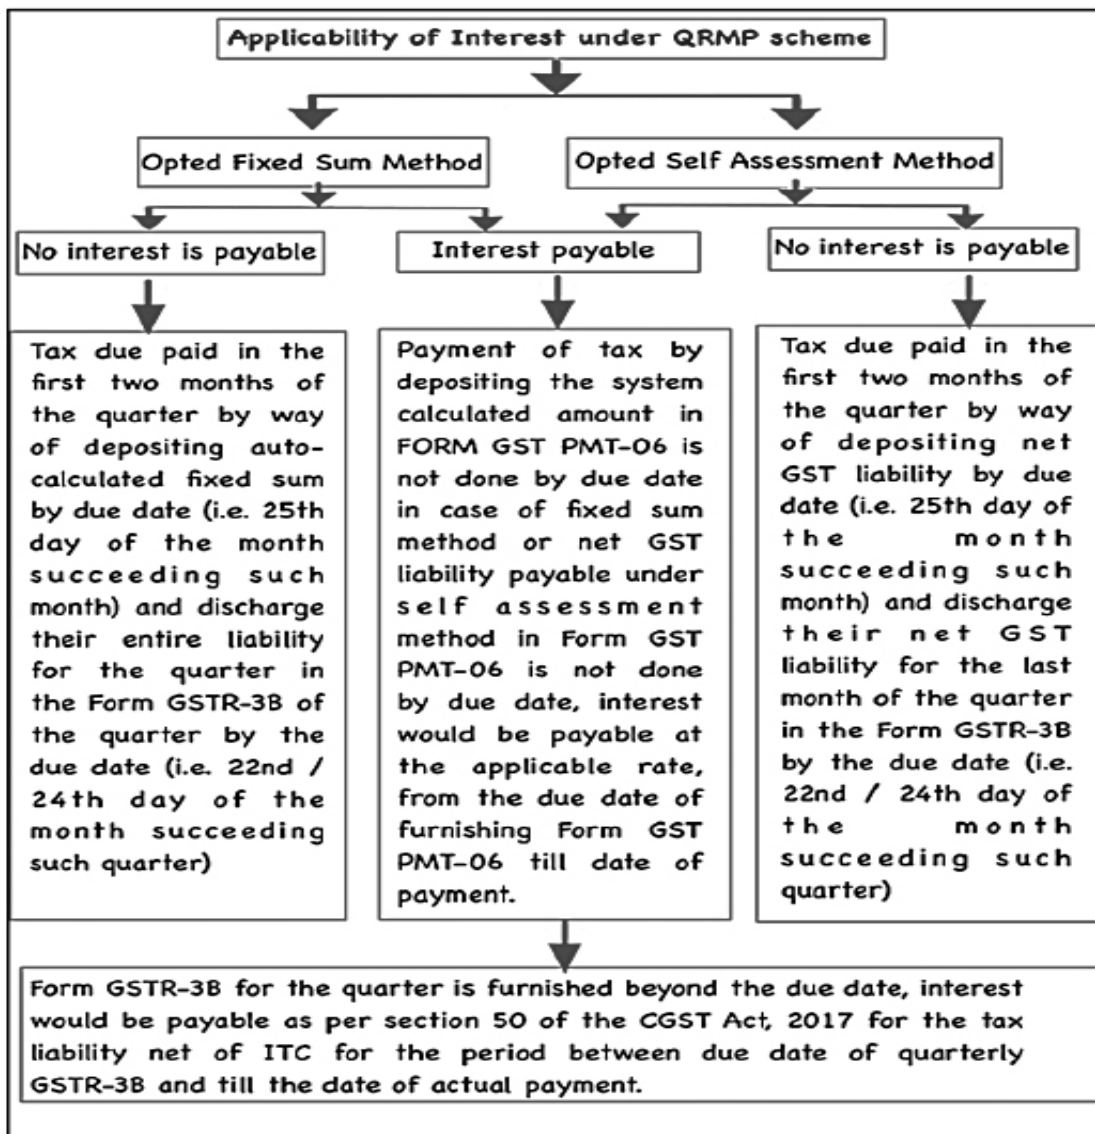 Applicability of Interest under QRMP scheme
Opted Fixed Sum Method
Opted Self Assessment Method
No interest is payable
Interest payable
No interest is payable
Tax due paid in the
first two months of
the quarter by way
of depositing auto-
calculated fixed sum
by due date (i.e. 25th
day of the month
succeeding such
month) and discharge
their entire liability
for the quarter in
the Form GSTR-3B of
the quarter by the
due date (i.e. 22nd /
24th day of the
month succeeding
such quarter)
Payment of tax by
depositing the system
calculated amount in
FORM GST PMT-06 is
not done by due date
in case of fixed sum
method or net GST
liability payable under
self assessment
method in Form GST
PMT-06 is not done
by due date, interest
would be payable at
the applicable rate,
from the due date of
furnishing Form GST
PMT-06 till date of
payment.
Tax due paid in the
first two months of
the quarter by way
of depositing net
GST liability by due
date (i.e. 25th day of
the month
succeeding such
month) and discharge
their net GST
liability for the last
month of the quarter
in the Form GSTR-3B
by the due date (i.e.
22nd / 24th day of
the month
succeeding such
quarter)
Form GSTR-3B for the quarter is furnished beyond the due date, interest
would be payable as per section 50 of the CGST Act, 2017 for the tax
liability net of ITC for the period between due date of quarterly
GSTR-3B and till the date of actual payment.